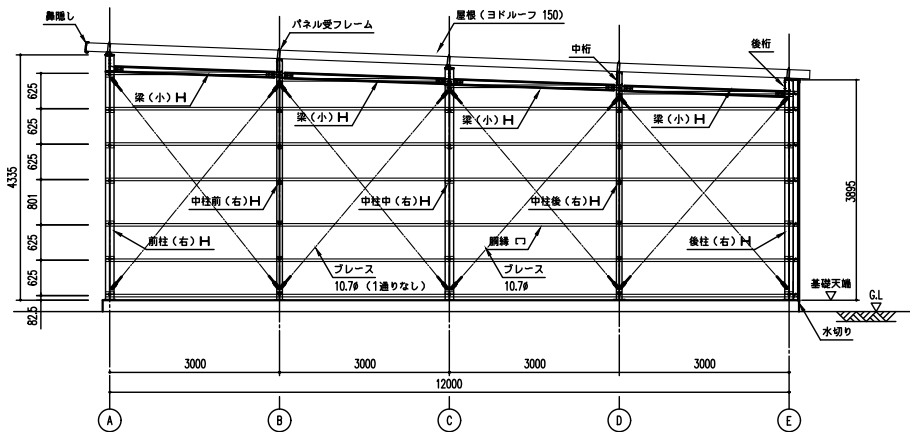 鼻隠し
パネル受フレーム
屋根(ヨドルーフ 150)
中桁
後桁
梁(小)H
梁(小)H
梁(小)H
梁(小)H
625
625
625
801
625
625
82.5
4335
3895
中柱前(右)H
中柱中(右)H
中柱後(右)H
前柱(右)H
胴縁 コ
後柱(右)H
ブレース
10.7φ(1通りなし)
ブレース
10.7φ
基礎天端
G.L
水切り
3000
3000
3000
3000
12000
A
B
C
D
E